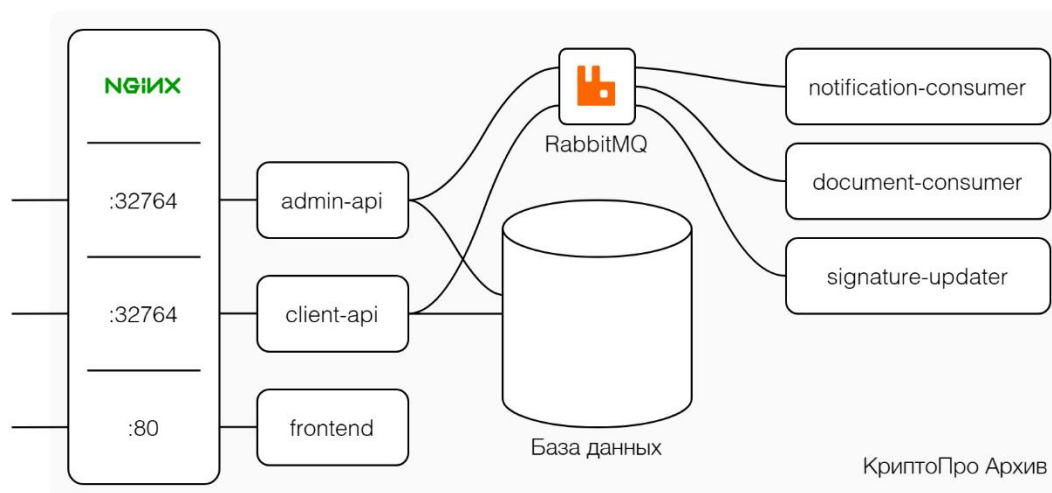 NGINX
:32764
:32764
:80
admin-api
client-api
frontend
RabbitMQ
База данных
notification-consumer
document-consumer
signature-updater
КриптоПро Архив